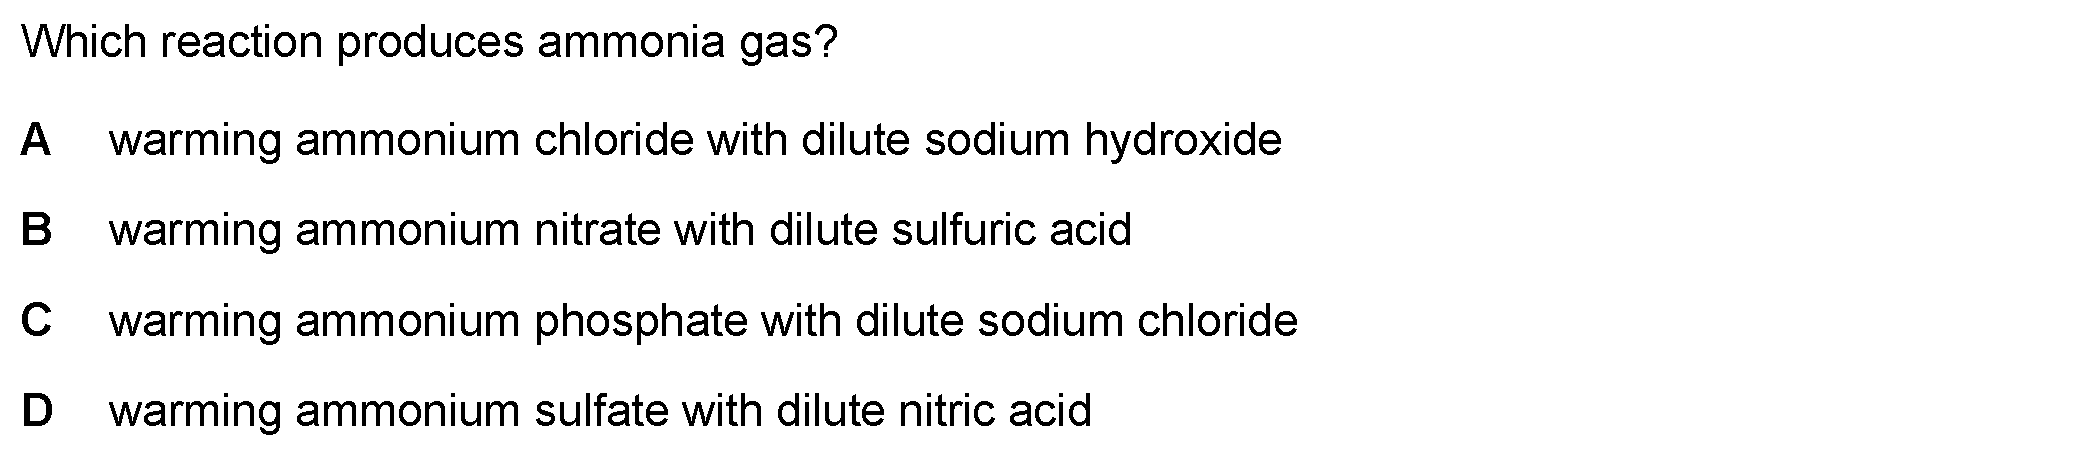 Which reaction produces ammonia gas?
A warming ammonium chloride with dilute sodium hydroxide
B warming ammonium nitrate with dilute sulfuric acid
C warming ammonium phosphate with dilute sodium chloride
D warming ammonium sulfate with dilute nitric acid